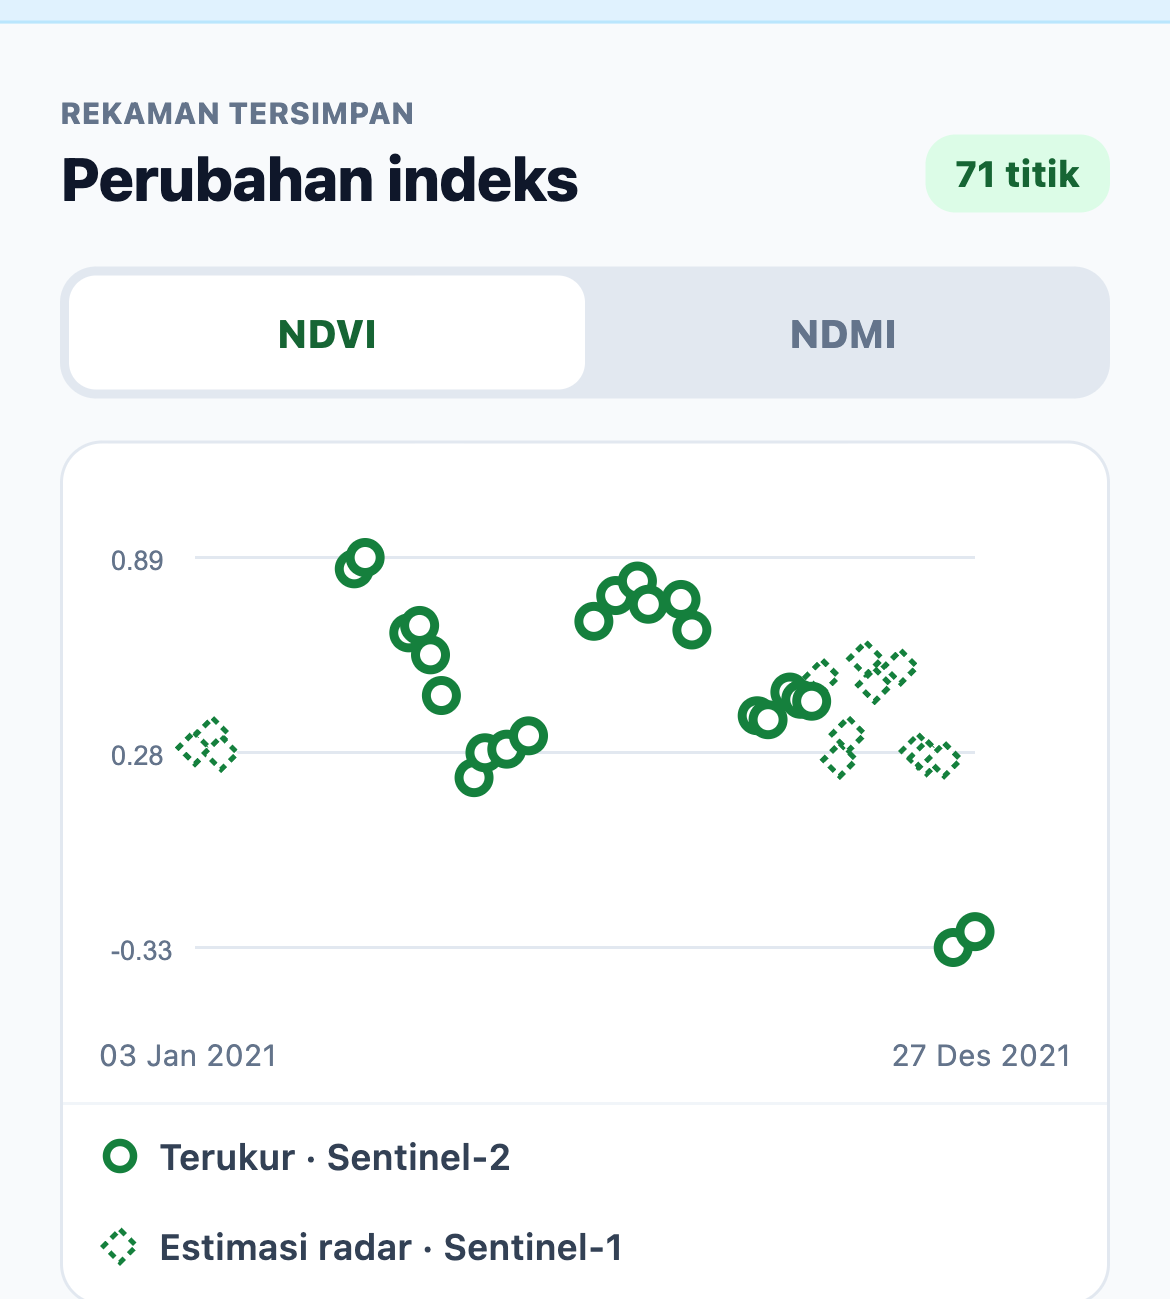 REKAMAN TERSIMPAN
Perubahan indeks
71 titik
NDVI
NDMI
0.89
0.28
-0.33
03 Jan 2021
27 Des 2021
Terukur · Sentinel-2
Estimasi radar · Sentinel-1